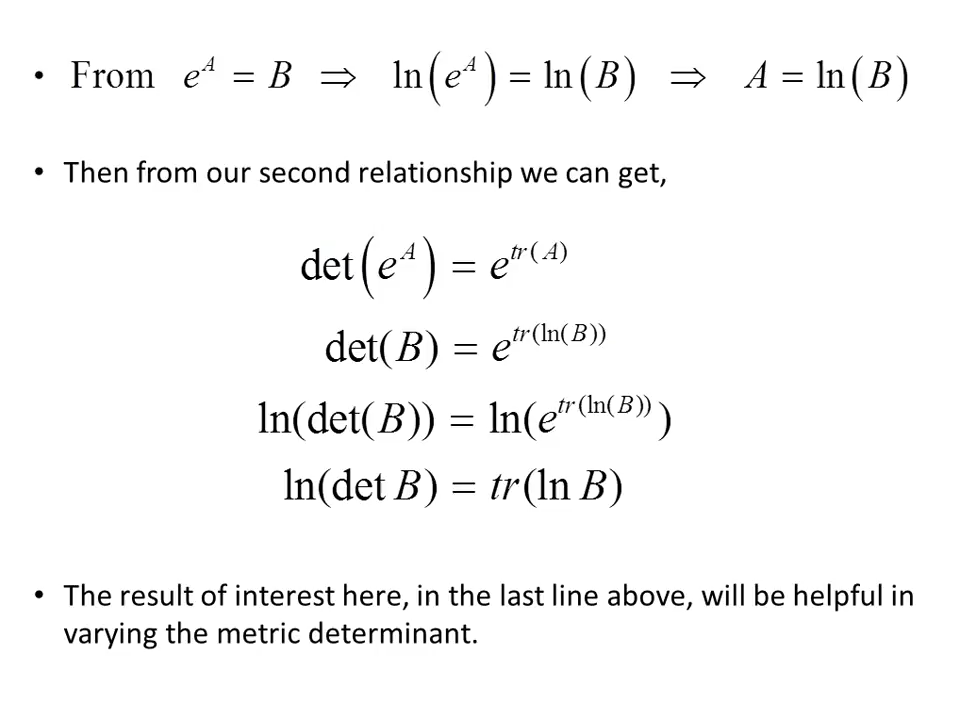 • From e^A = B ⇒ ln(e^A) = ln(B) ⇒ A = ln(B)
• Then from our second relationship we can get,
det(e^A) = e^{tr(A)}
det(B) = e^{tr(ln(B))}
ln(det(B)) = ln(e^{tr(ln(B))})
ln(det B) = tr(ln B)
• The result of interest here, in the last line above, will be helpful in
varying the metric determinant.